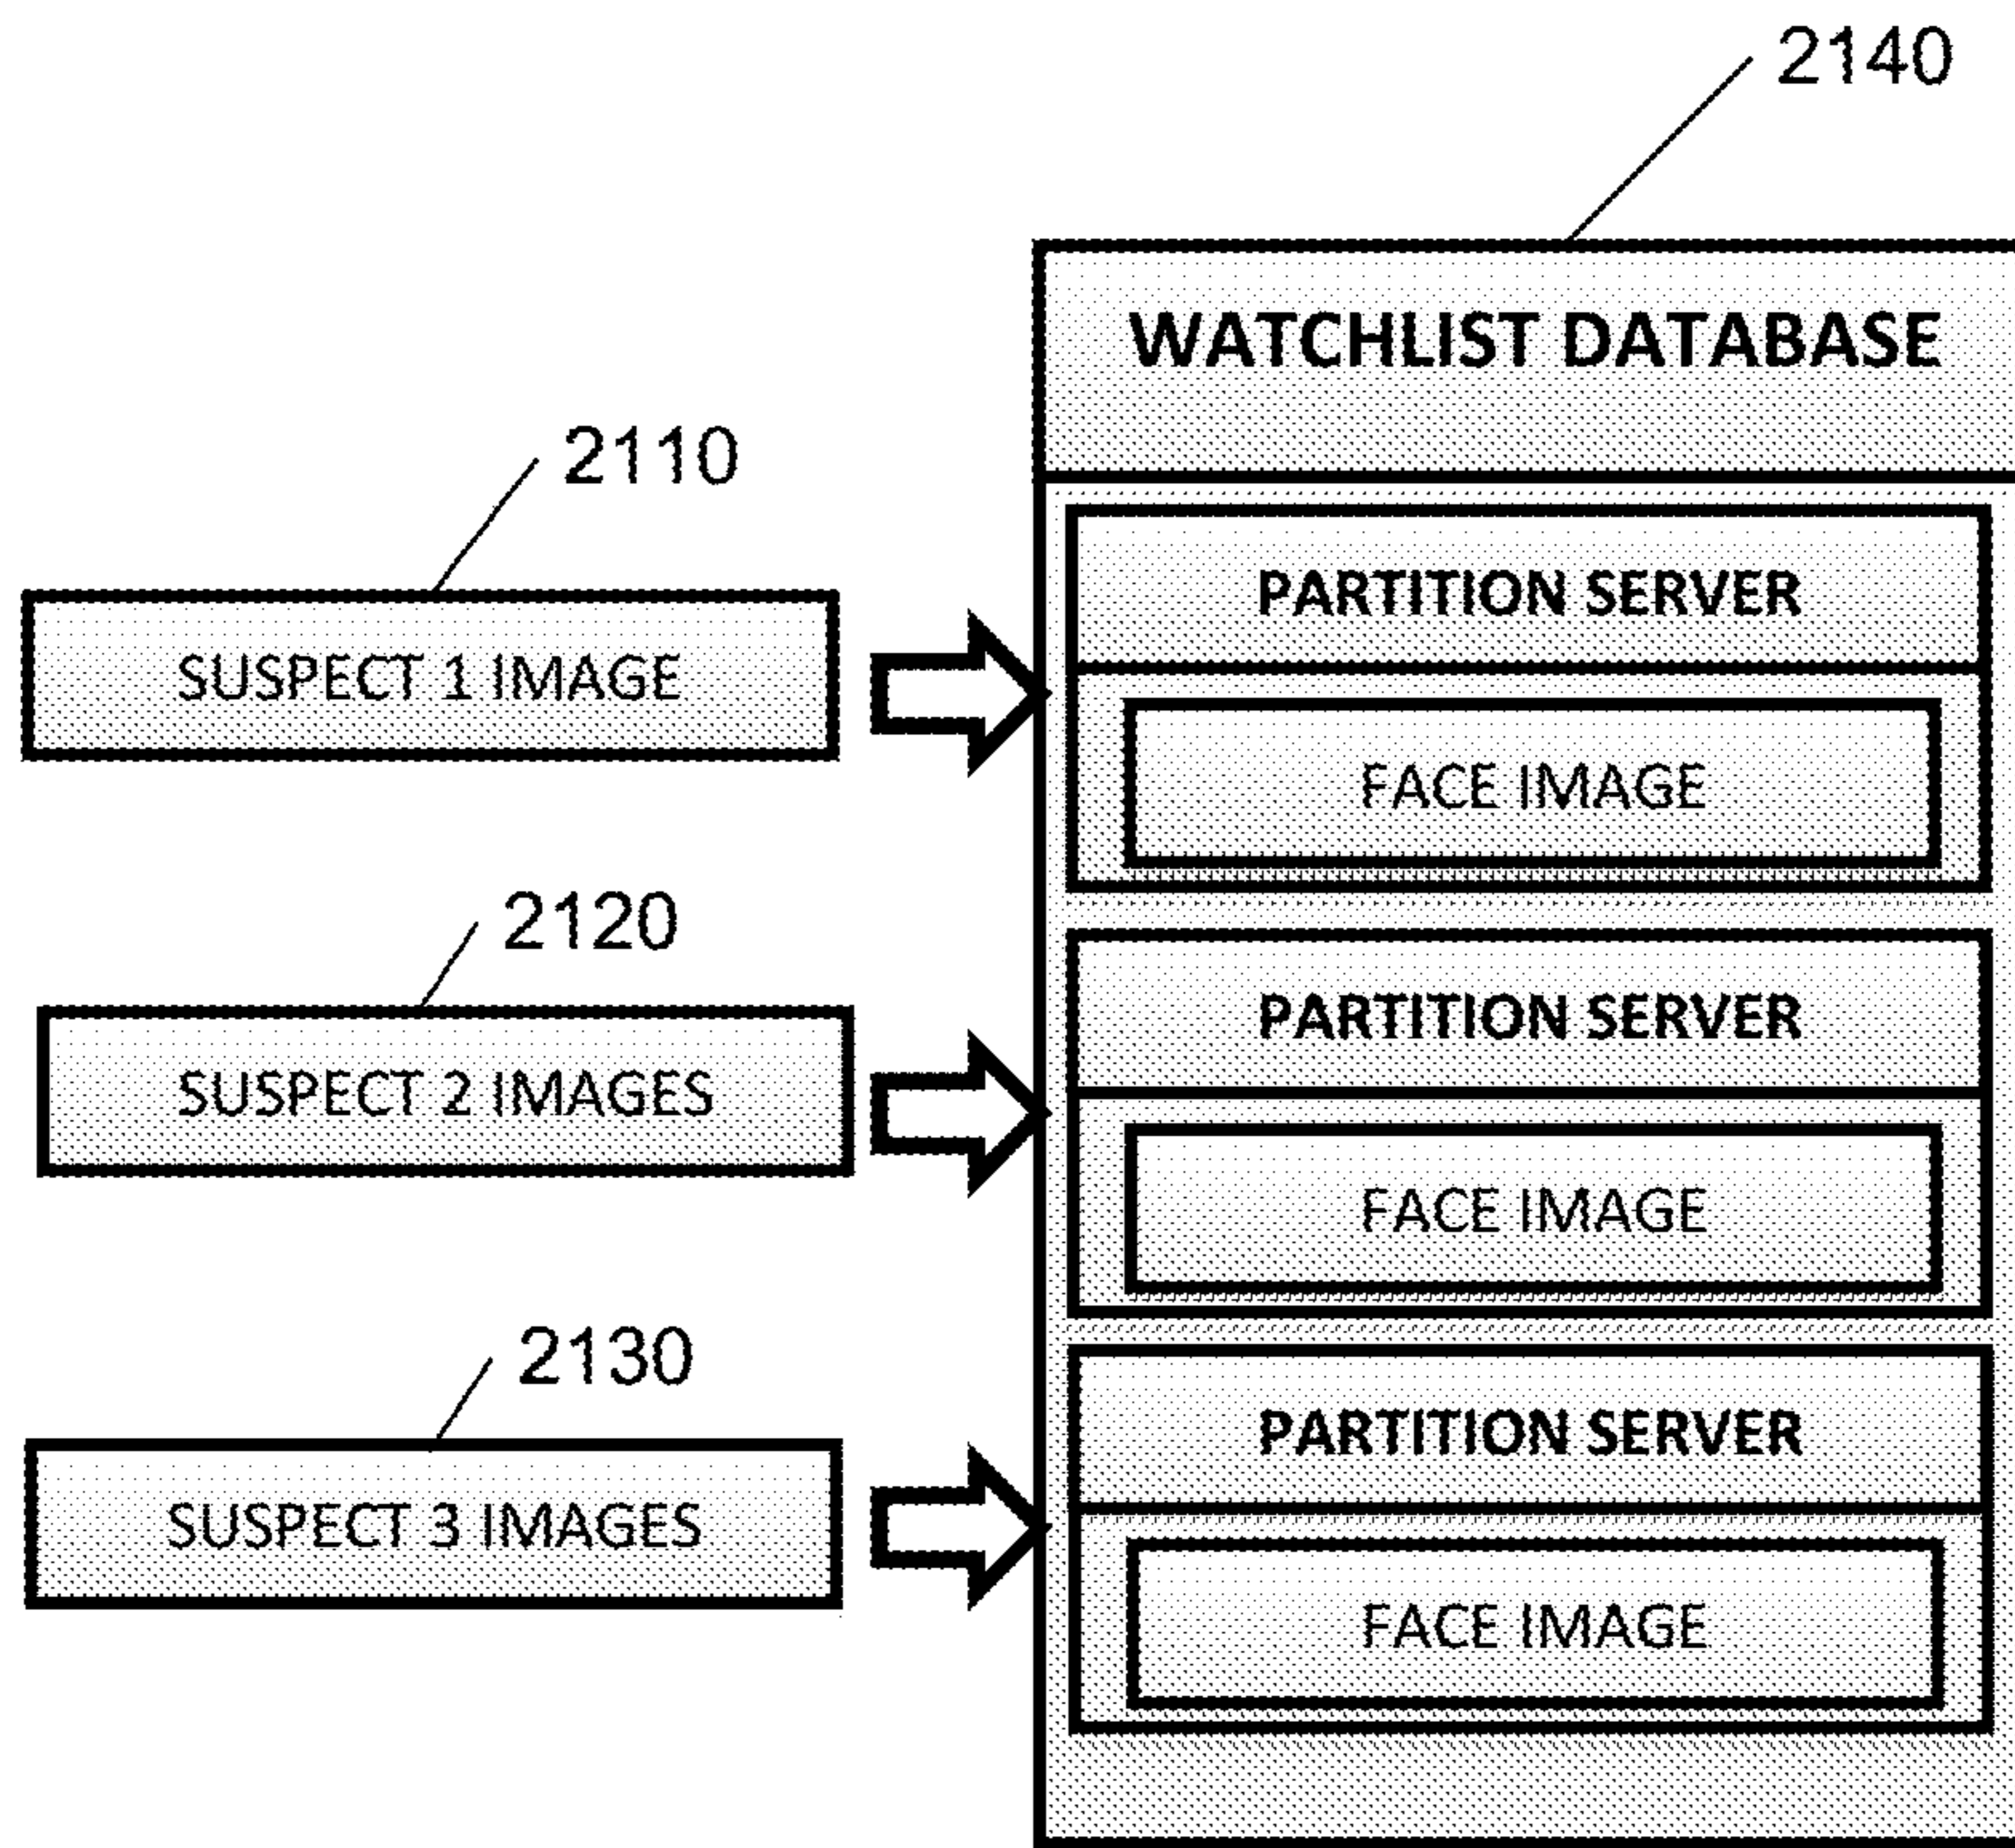 2140
WATCHLIST DATABASE
2110
SUSPECT 1 IMAGE
PARTITION SERVER
FACE IMAGE
2120
SUSPECT 2 IMAGES
PARTITION SERVER
FACE IMAGE
2130
SUSPECT 3 IMAGES
PARTITION SERVER
FACE IMAGE